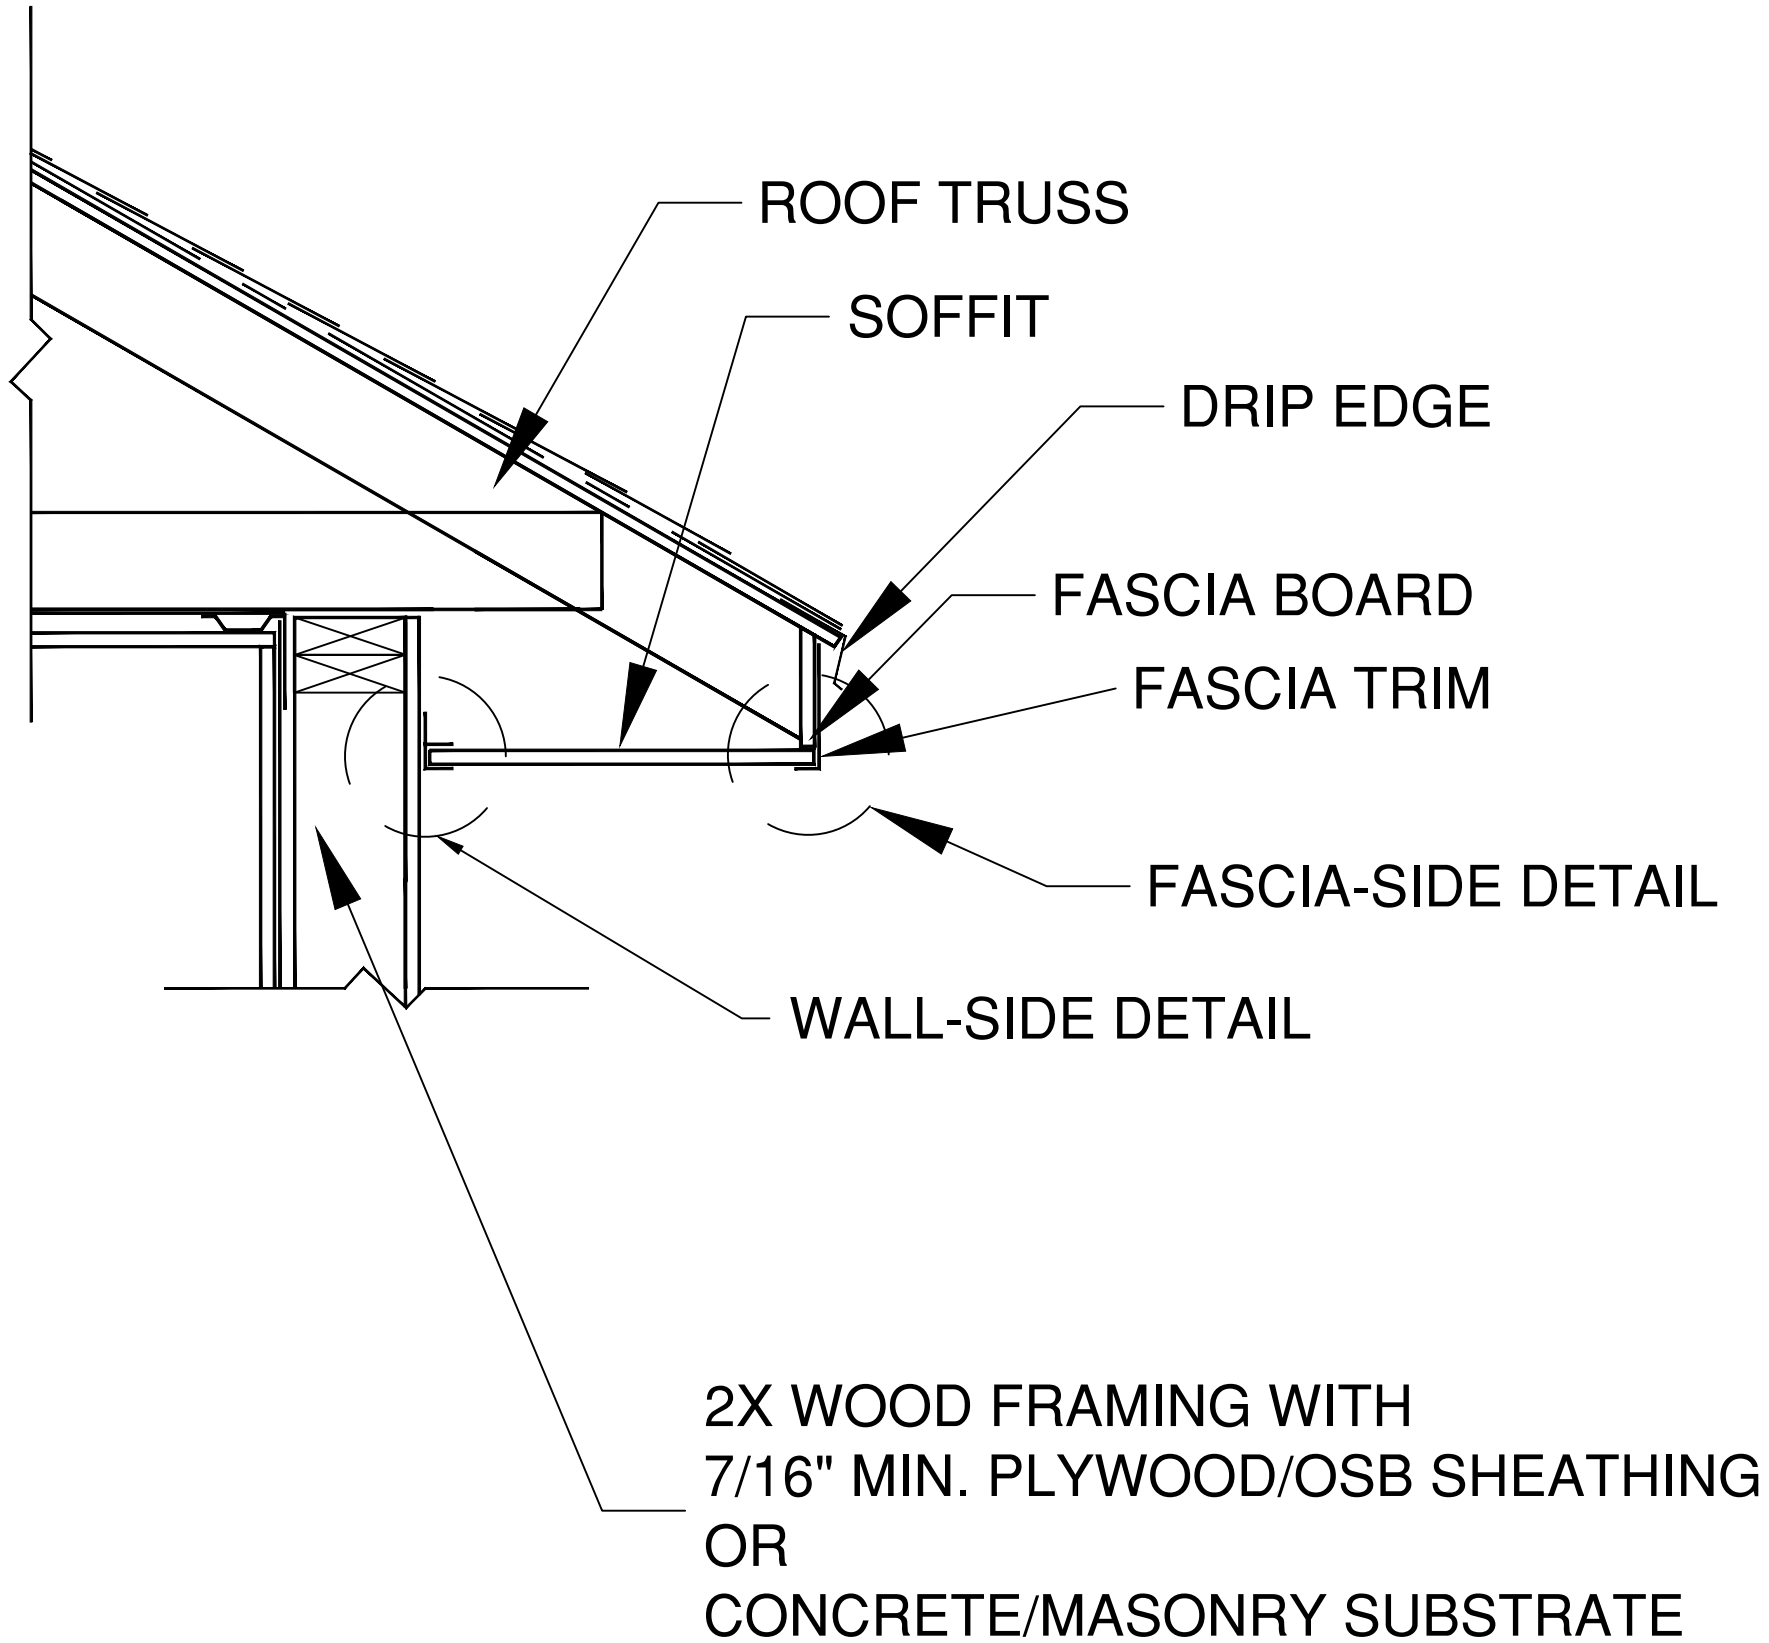 ROOF TRUSS
SOFFIT
DRIP EDGE
FASCIA BOARD
FASCIA TRIM
FASCIA-SIDE DETAIL
WALL-SIDE DETAIL
2X WOOD FRAMING WITH
7/16" MIN. PLYWOOD/OSB SHEATHING
OR
CONCRETE/MASONRY SUBSTRATE